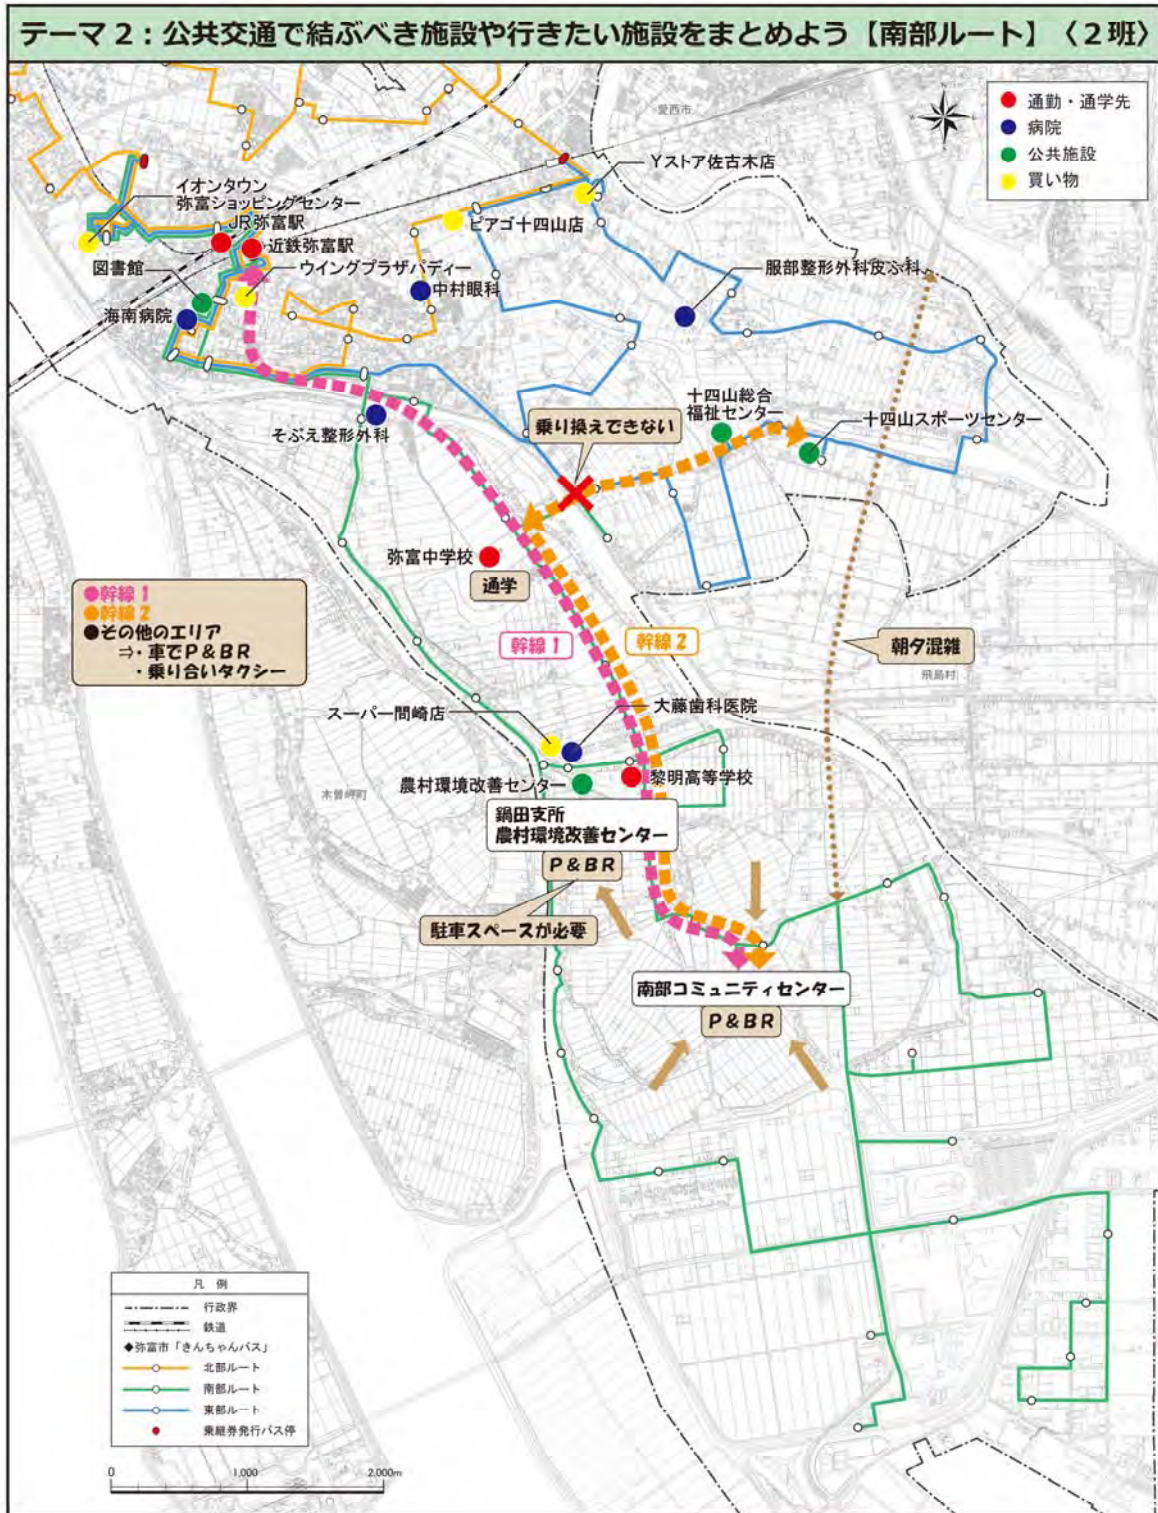 テーマ2：公共交通で結ぶべき施設や行きたい施設をまとめよう【南部ルート】〈2班〉
通勤・通学先
病院
公共施設
買い物
愛西市
Yストア佐古木店
イオンタウン
弥富ショッピングセンター
JR弥富駅
近鉄弥富駅
ピアゴ十四山店
図書館
ウイングプラザパディー
中村眼科
服部整形外科皮ふ科
海南病院
そぶえ整形外科
乗り換えできない
十四山総合
福祉センター
十四山スポーツセンター
弥富中学校
通学
●幹線1
●幹線2
●その他のエリア
⇒・車でP＆BR
・乗り合いタクシー
幹線1
幹線2
朝夕混雑
飛島村
スーパー間崎店
大藤歯科医院
農村環境改善センター
黎明高等学校
木曽岬町
鍋田支所
農村環境改善センター
P＆BR
駐車スペースが必要
南部コミュニティセンター
P＆BR
凡 例
行政界
鉄道
◆弥富市「きんちゃんバス」
北部ルート
南部ルート
東部ルート
乗継券発行バス停
0 1,000 2,000m